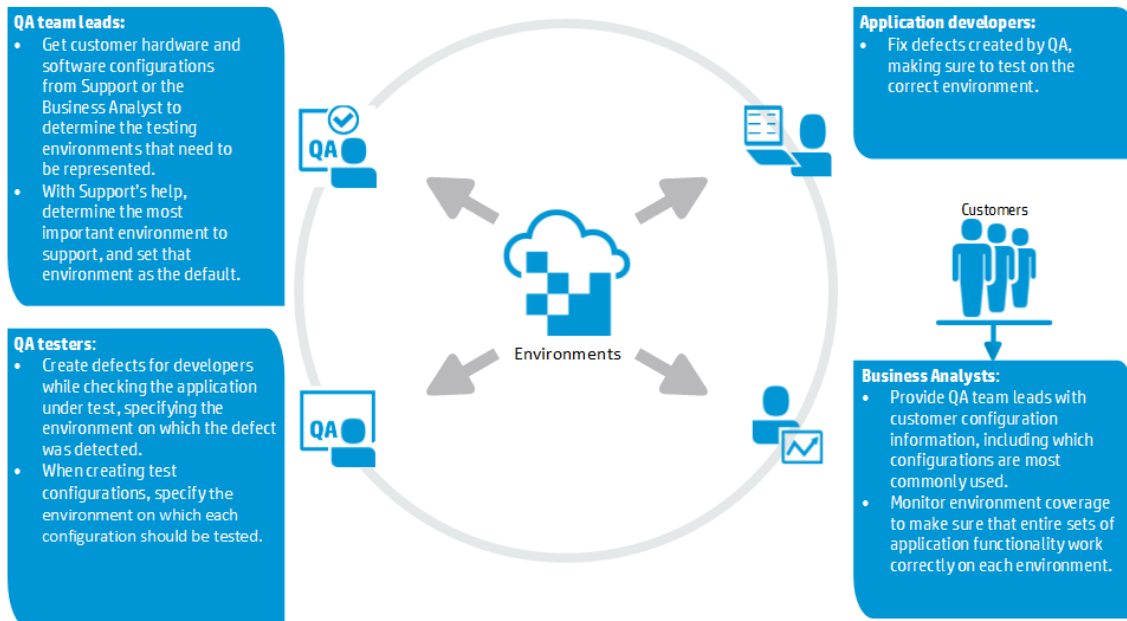 QA team leads:
• Get customer hardware and
software configurations
from Support or the
Business Analyst to
determine the testing
environments that need to
be represented.
• With Support's help,
determine the most
important environment to
support, and set that
environment as the default.
QA
Application developers:
• Fix defects created by QA,
making sure to test on the
correct environment.
Customers
Environments
QA testers:
• Create defects for developers
while checking the application
under test, specifying the
environment on which the defect
was detected.
• When creating test
configurations, specify the
environment on which each
configuration should be tested.
QA
Business Analysts:
• Provide QA team leads with
customer configuration
information, including which
configurations are most
commonly used.
• Monitor environment coverage
to make sure that entire sets of
application functionality work
correctly on each environment.